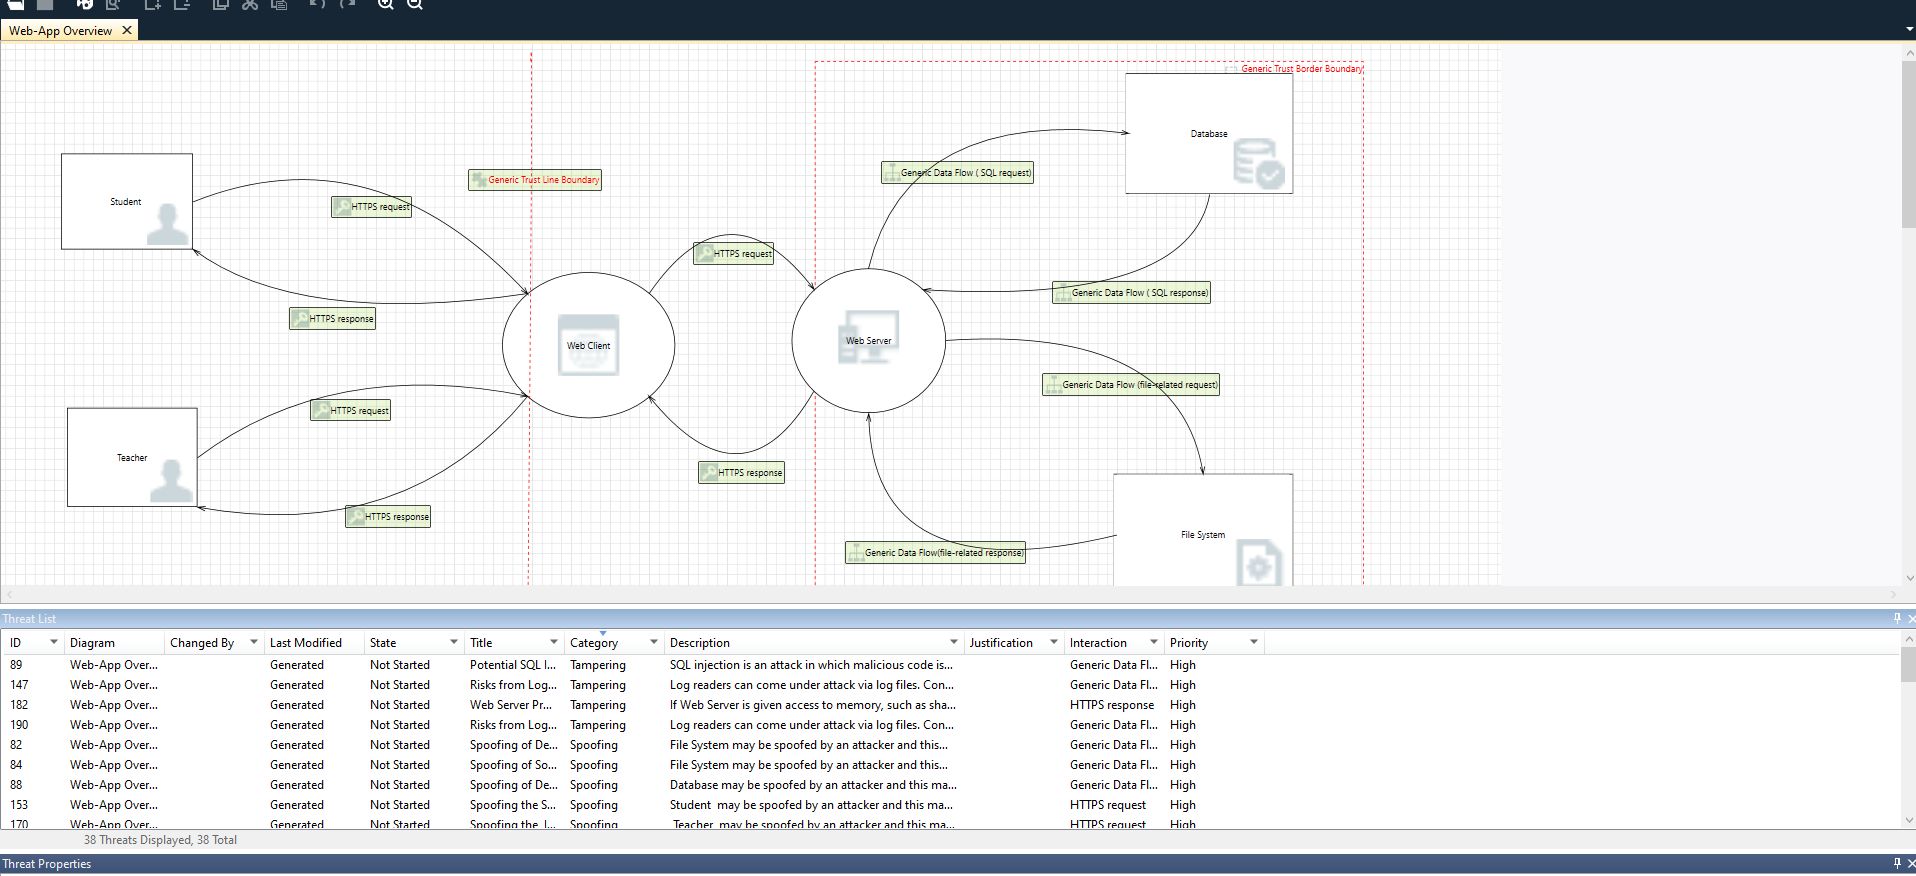 Web-App Overview
Generic Trust Border Boundary
Database
Generic Data Flow ( SQL request)
Generic Trust Line Boundary
Student
HTTPS request
HTTPS request
Generic Data Flow ( SQL response)
HTTPS response
Web Client
Web Server
Generic Data Flow (file-related request)
HTTPS request
Teacher
HTTPS response
HTTPS response
File System
Generic Data Flow(file-related response)
Threat List
ID Diagram Changed By Last Modified State Title Category Description Justification Interaction Priority
89 Web-App Over... Generated Not Started Potential SQL I... Tampering SQL injection is an attack in which malicious code is... Generic Data Fl... High
147 Web-App Over... Generated Not Started Risks from Log... Tampering Log readers can come under attack via log files. Con... Generic Data Fl... High
182 Web-App Over... Generated Not Started Web Server Pr... Tampering If Web Server is given access to memory, such as sha... HTTPS response High
190 Web-App Over... Generated Not Started Risks from Log... Tampering Log readers can come under attack via log files. Con... Generic Data Fl... High
82 Web-App Over... Generated Not Started Spoofing of De... Spoofing File System may be spoofed by an attacker and this... Generic Data Fl... High
84 Web-App Over... Generated Not Started Spoofing of So... Spoofing File System may be spoofed by an attacker and this... Generic Data Fl... High
88 Web-App Over... Generated Not Started Spoofing of De... Spoofing Database may be spoofed by an attacker and this ma... Generic Data Fl... High
153 Web-App Over... Generated Not Started Spoofing the S... Spoofing Student may be spoofed by an attacker and this ma... HTTPS request High
170 Web-App Over... Generated Not Started Spoofing the Spoofing Teacher may be spoofed by an attacker and this ma... HTTPS request High
38 Threats Displayed, 38 Total
Threat Properties